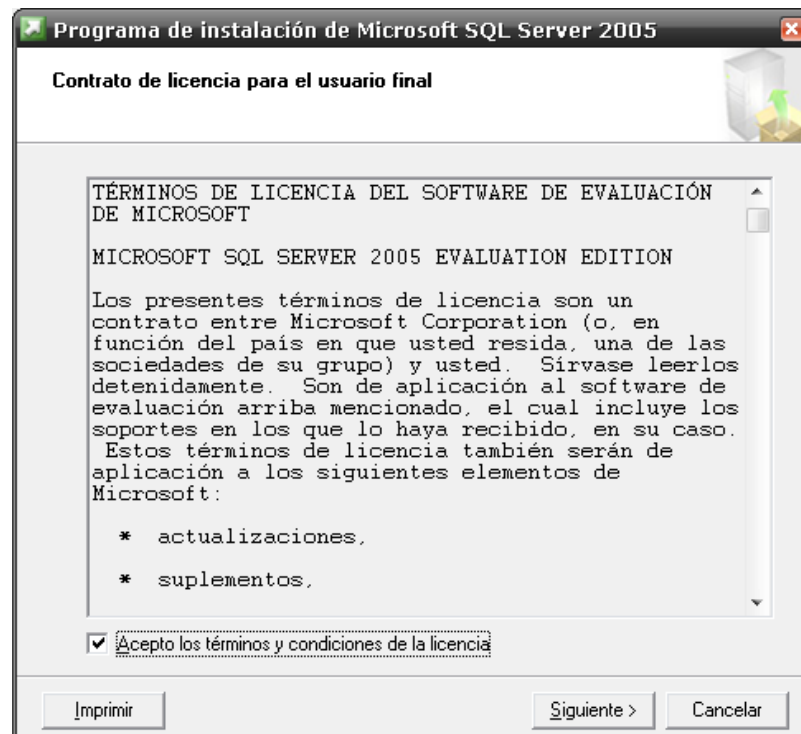 Programa de instalación de Microsoft SQL Server 2005
Contrato de licencia para el usuario final
TÉRMINOS DE LICENCIA DEL SOFTWARE DE EVALUACIÓN
DE MICROSOFT
MICROSOFT SQL SERVER 2005 EVALUATION EDITION
Los presentes términos de licencia son un
contrato entre Microsoft Corporation (o, en
función del país en que usted resida, una de las
sociedades de su grupo) y usted.  Sírvase leerlos
detenidamente.  Son de aplicación al software de
evaluación arriba mencionado, el cual incluye los
soportes en los que lo haya recibido, en su caso.
Estos términos de licencia también serán de
aplicación a los siguientes elementos de
Microsoft:
* actualizaciones,
* suplementos,
Acepto los términos y condiciones de la licencia
Imprimir
Siguiente >
Cancelar